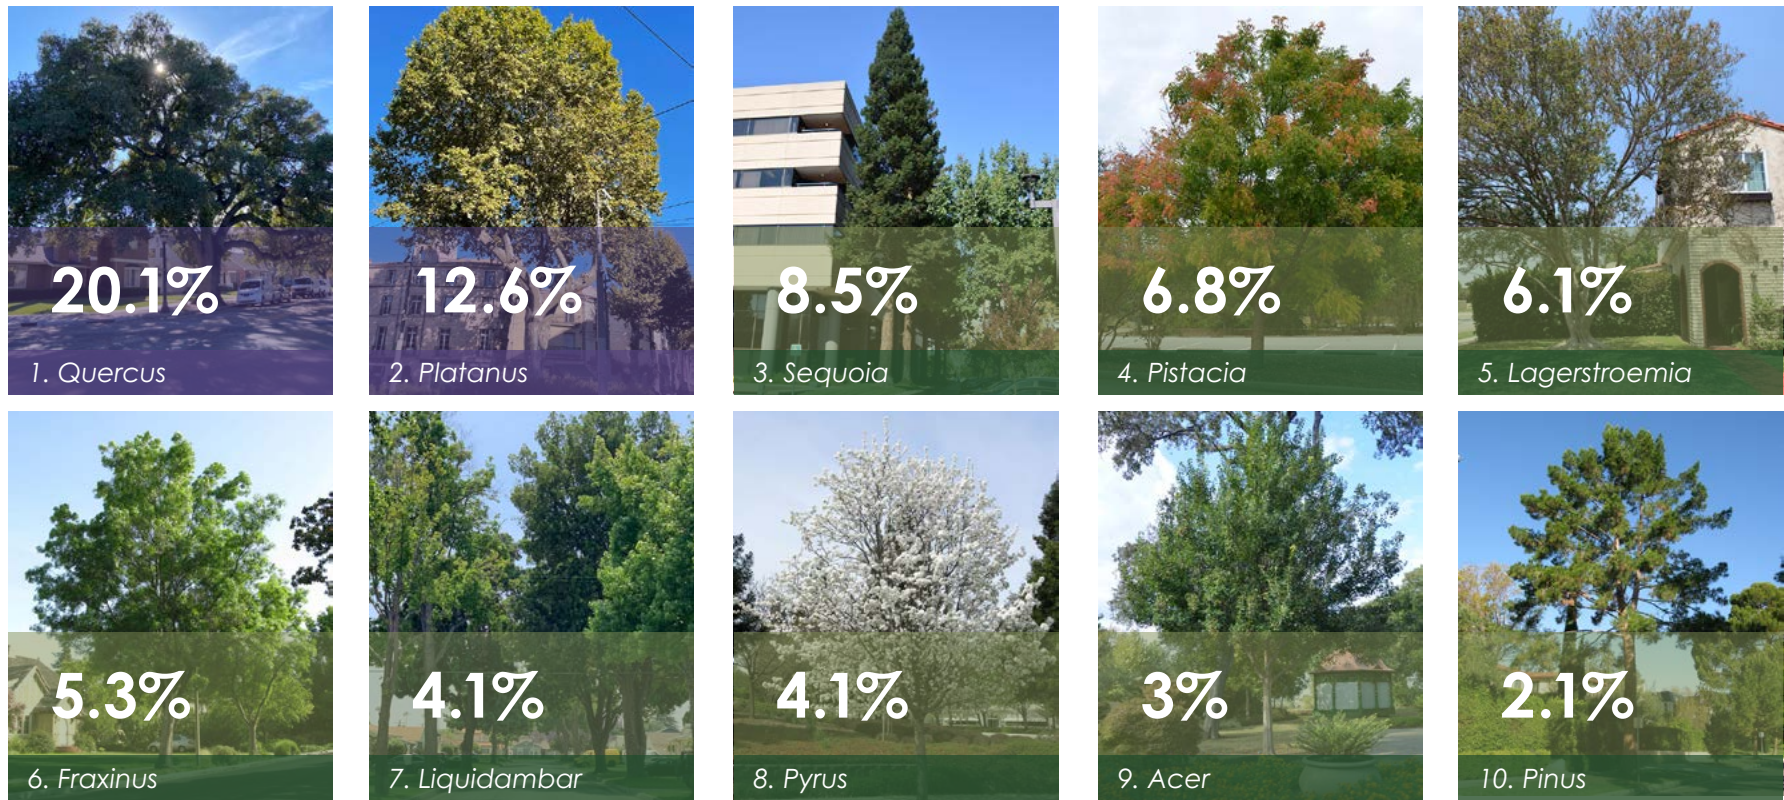 20.1%
1. Quercus
12.6%
2. Platanus
8.5%
3. Sequoia
6.8%
4. Pistacia
6.1%
5. Lagerstroemia
5.3%
6. Fraxinus
4.1%
7. Liquidambar
4.1%
8. Pyrus
3%
9. Acer
2.1%
10. Pinus